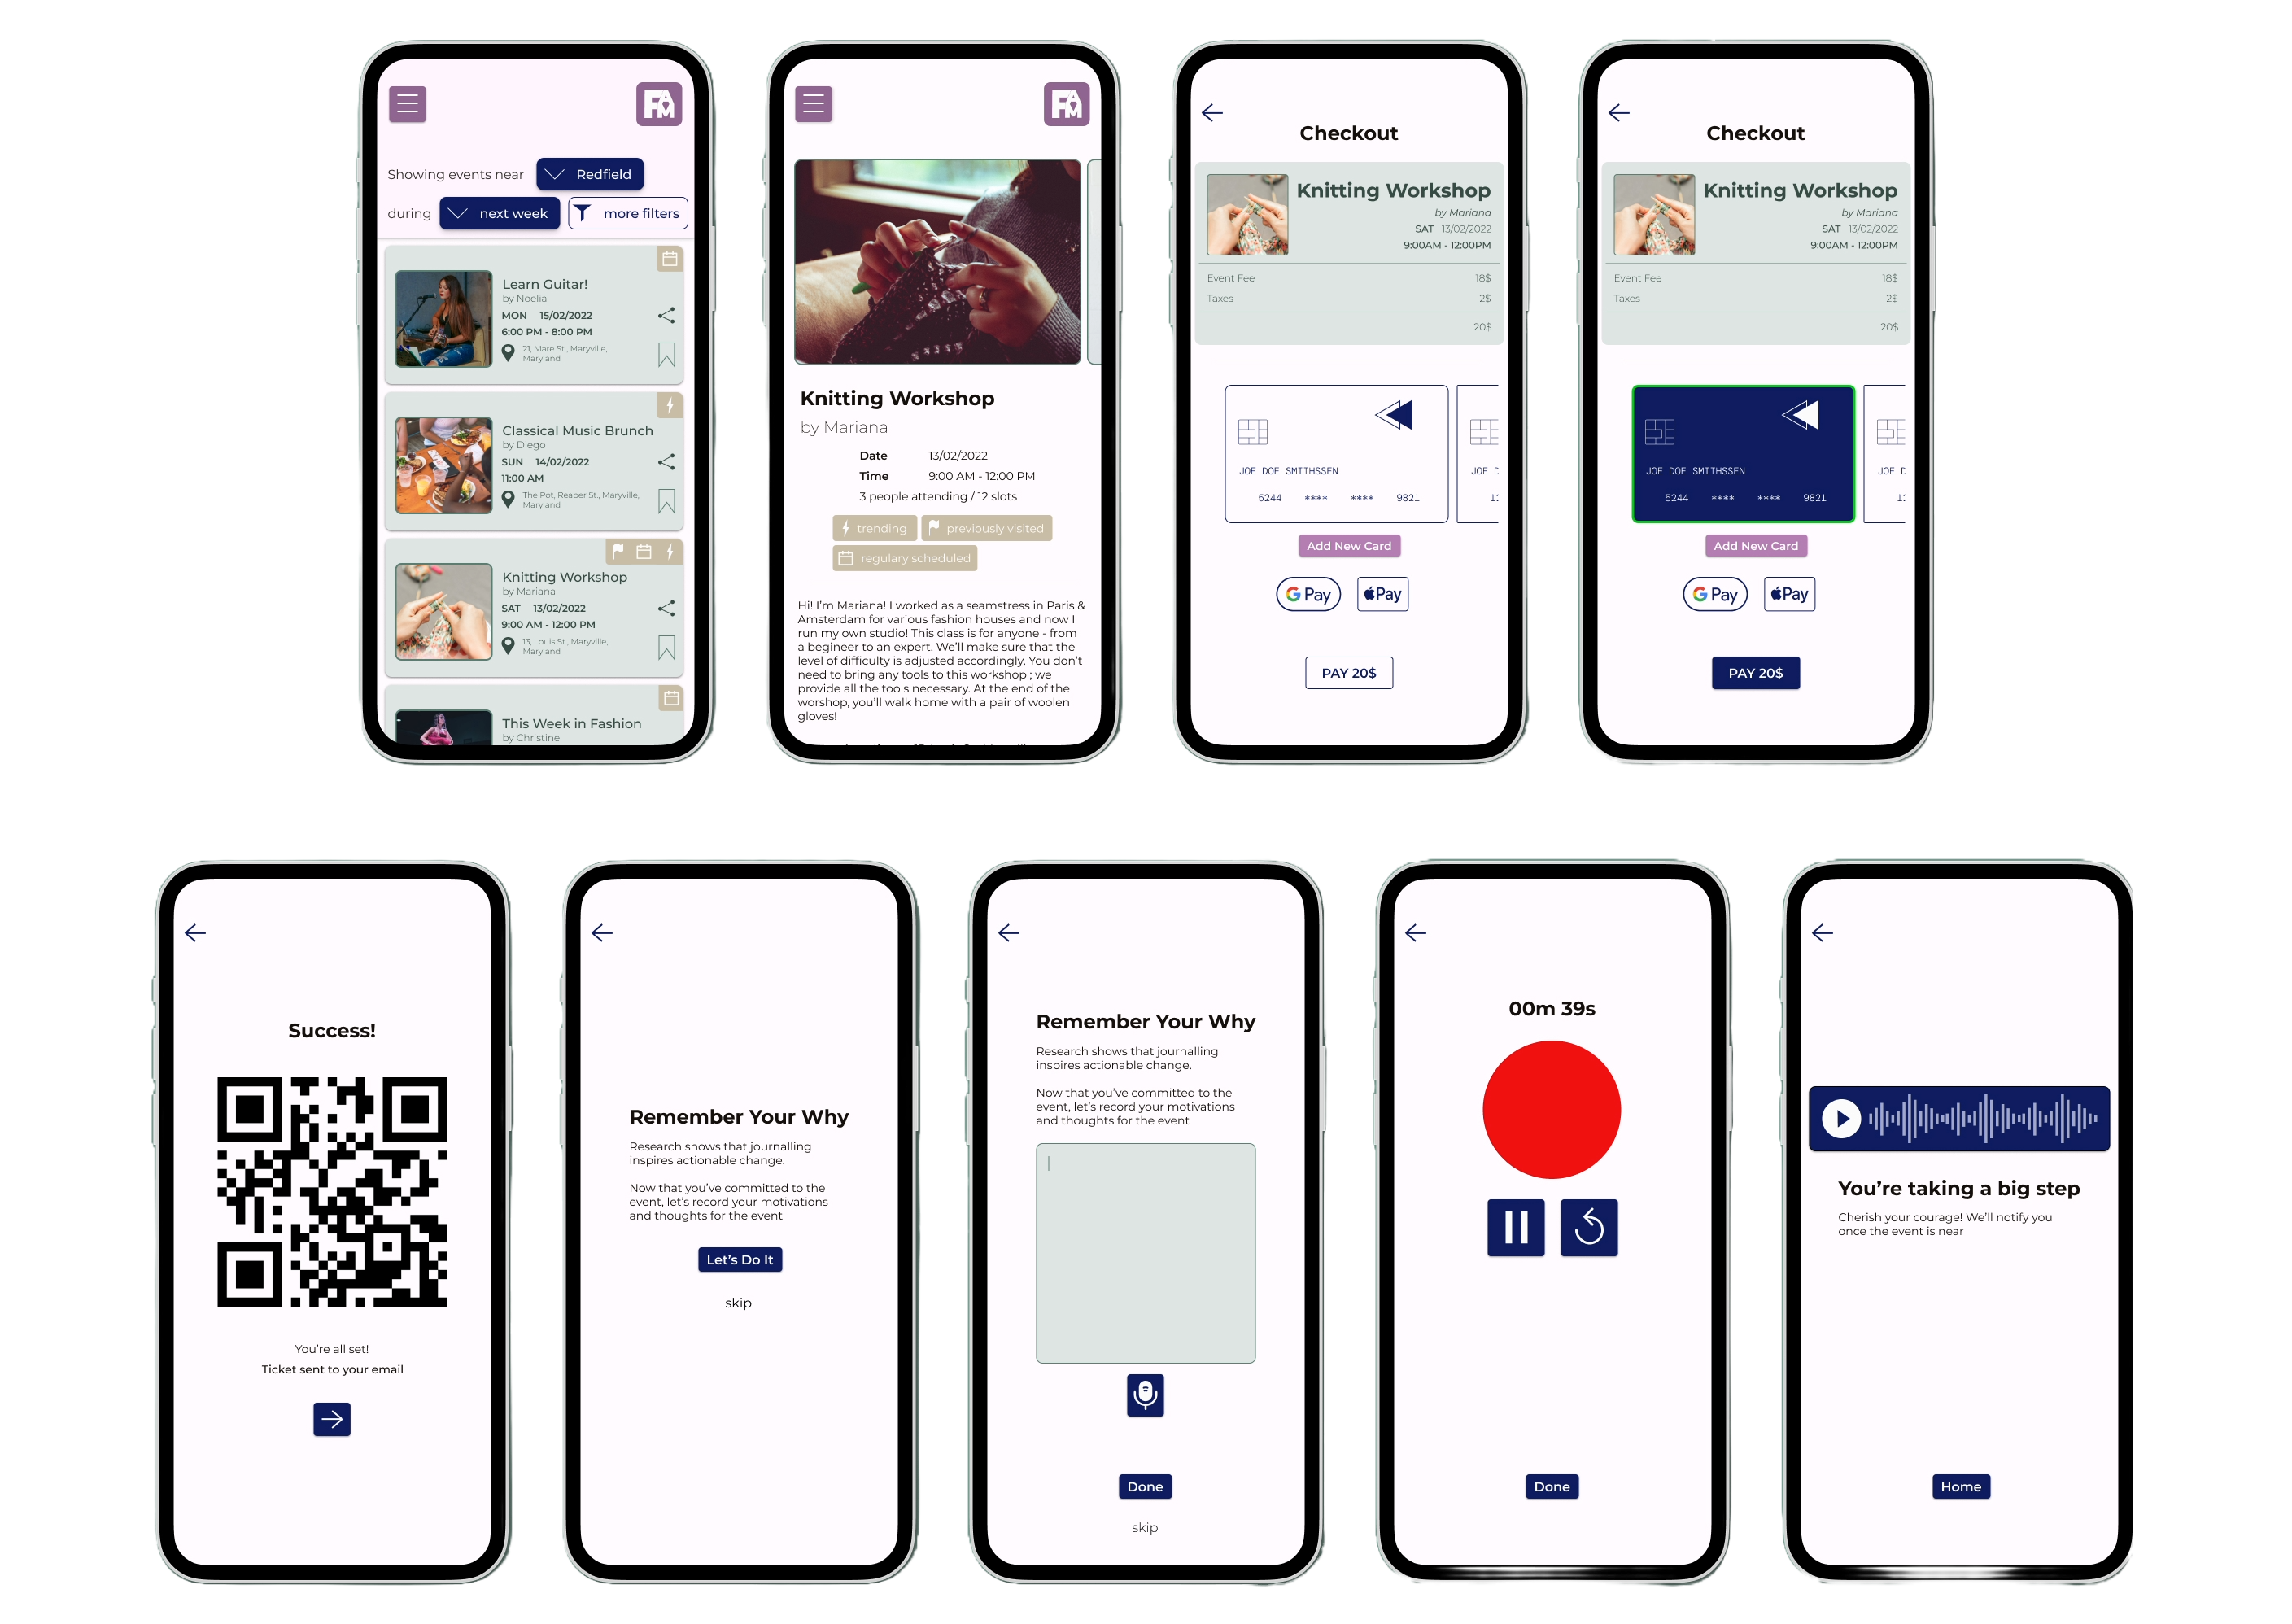 FAM
Showing events near
Redfield
during
next week
more filters
Learn Guitar!
by Noelia
MON 15/02/2022
6:00 PM - 8:00 PM
21, Mare St., Maryville,
Maryland
Classical Music Brunch
by Diego
SUN 14/02/2022
11:00 AM
The Pot, Reaper St., Maryville,
Maryland
Knitting Workshop
by Mariana
SAT 13/02/2022
9:00 AM - 12:00 PM
13, Louis St., Maryville,
Maryland
This Week in Fashion
by Christine
FAM
Knitting Workshop
by Mariana
Date 13/02/2022
Time 9:00 AM - 12:00 PM
3 people attending / 12 slots
trending
previously visited
regulary scheduled
Hi! I'm Mariana! I worked as a seamstress in Paris &
Amsterdam for various fashion houses and now I
run my own studio! This class is for anyone - from
a begineer to an expert. We'll make sure that the
level of difficulty is adjusted accordingly. You don't
need to bring any tools to this workshop ; we
provide all the tools necessary. At the end of the
worshop, you'll walk home with a pair of woolen
gloves!
Checkout
Knitting Workshop
by Mariana
SAT 13/02/2022
9:00AM - 12:00PM
Event Fee 18$
Taxes 2$
20$
JOE DOE SMITHSSEN
5244 **** **** 9821
JOE D
12
Add New Card
G Pay
Pay
PAY 20$
Checkout
Knitting Workshop
by Mariana
SAT 13/02/2022
9:00AM - 12:00PM
Event Fee 18$
Taxes 2$
20$
JOE DOE SMITHSSEN
5244 **** **** 9821
JOE D
12
Add New Card
G Pay
Pay
PAY 20$
Success!
You're all set!
Ticket sent to your email
Remember Your Why
Research shows that journalling
inspires actionable change.
Now that you've committed to the
event, let's record your motivations
and thoughts for the event
Let's Do It
skip
Remember Your Why
Research shows that journalling
inspires actionable change.
Now that you've committed to the
event, let's record your motivations
and thoughts for the event
Done
skip
00m 39s
Done
You're taking a big step
Cherish your courage! We'll notify you
once the event is near
Home